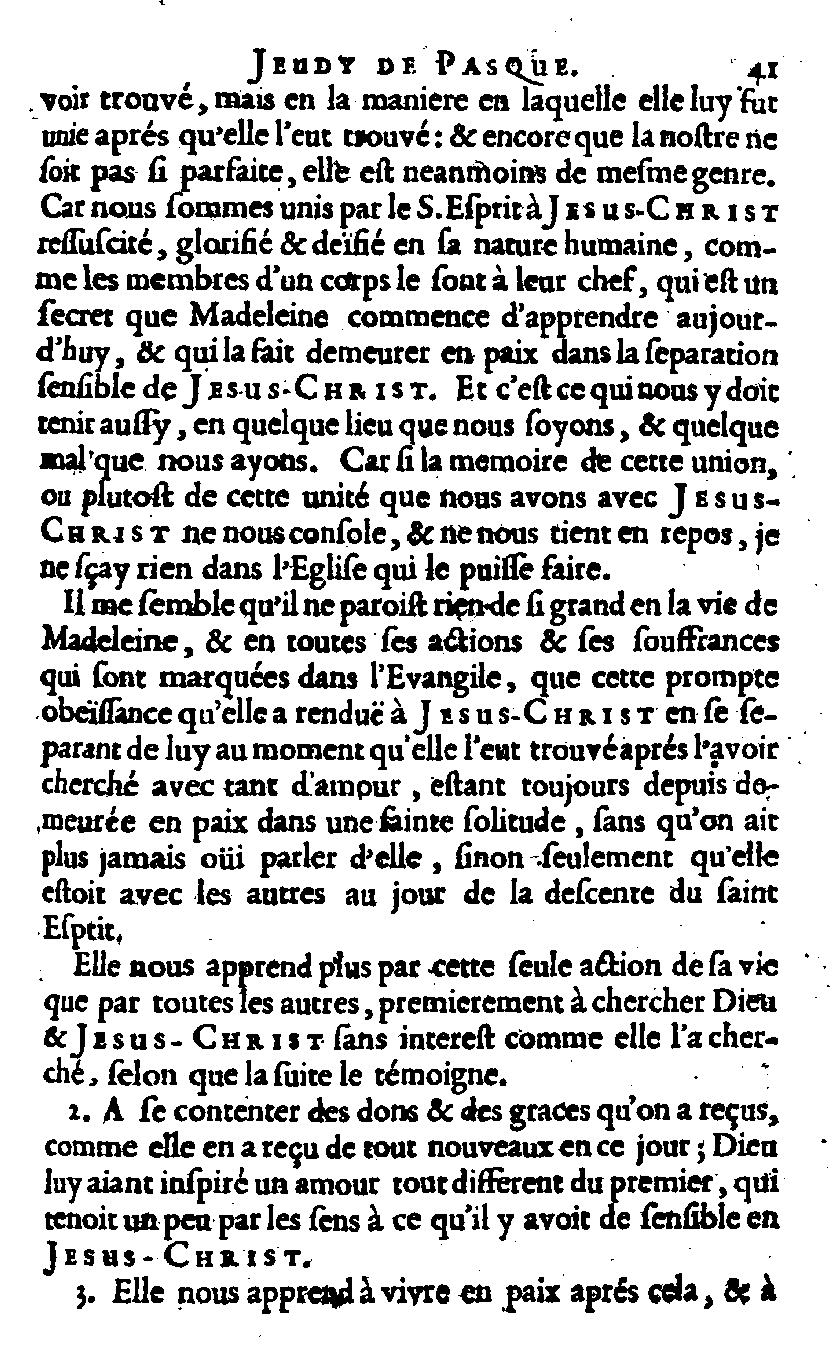 JEUDY DE PASQUE. 41
voir trouvé, mais en la maniere en laquelle elle luy fut
unie aprés qu'elle l'eut trouvé: & encore que la noſtre ne
ſoit pas ſi parfaite, elle eſt neanmoins de meſme genre.
Car nous ſommes unis par le S. Eſprit à JESUS-CHRIST
reſſuſcité, glorifié & deïfié en ſa nature humaine, com-
me les membres d'un corps le ſont à leur chef, qui eſt un
ſecret que Madeleine commence d'apprendre aujour-
d'huy, & qui la fait demeurer en paix dans la ſeparation
ſenſible de JESUS-CHRIST. Et c'eſt ce qui nous y doit
tenir auſſy, en quelque lieu que nous ſoyons, & quelque
mal que nous ayons. Car ſi la memoire de cette union,
ou plutoſt de cette unité que nous avons avec JESUS-
CHRIST ne nous conſole, & ne nous tient en repos, je
ne ſçay rien dans l'Egliſe qui le puiſſe faire.
Il me ſemble qu'il ne paroiſt rien de ſi grand en la vie de
Madeleine, & en toutes ſes actions & ſes ſouffrances
qui ſont marquées dans l'Evangile, que cette prompte
obeïſſance qu'elle a renduë à JESUS-CHRIST en ſe ſe-
parant de luy au moment qu'elle l'eut trouvé aprés l'avoir
cherché avec tant d'amour, eſtant toujours depuis de-
meurée en paix dans une ſainte ſolitude, ſans qu'on ait
plus jamais oüi parler d'elle, ſinon ſeulement qu'elle
eſtoit avec les autres au jour de la deſcente du ſaint
Eſptit.
Elle nous apprend plus par cette ſeule action de ſa vie
que par toutes les autres, premierement à chercher Dieu
& JESUS-CHRIST ſans intereſt comme elle l'a cher-
ché, ſelon que la ſuite le témoigne.
2. A ſe contenter des dons & des graces qu'on a reçus,
comme elle en a reçu de tout nouveaux en ce jour; Dieu
luy aiant inſpiré un amour tout different du premier, qui
tenoit un peu par les ſens à ce qu'il y avoit de ſenſible en
JESUS-CHRIST.
3. Elle nous apprend à vivre en paix aprés cela, & à